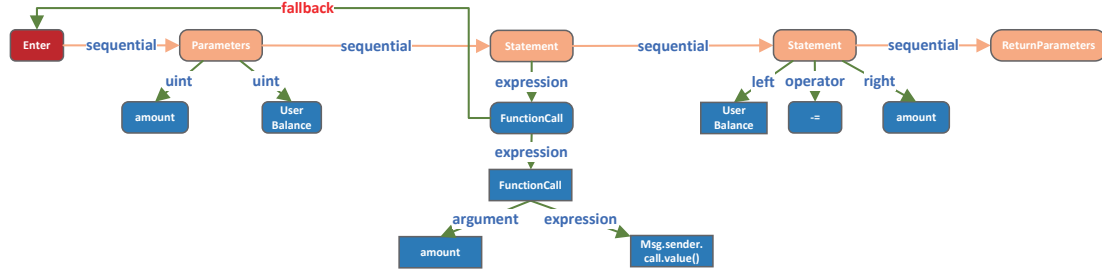 fallback
Enter
sequential
Parameters
sequential
Statement
sequential
Statement
sequential
ReturnParameters
uint
uint
expression
left
operator
right
amount
User
Balance
FunctionCall
User
Balance
-=
amount
expression
FunctionCall
argument
expression
amount
Msg.sender.
call.value()